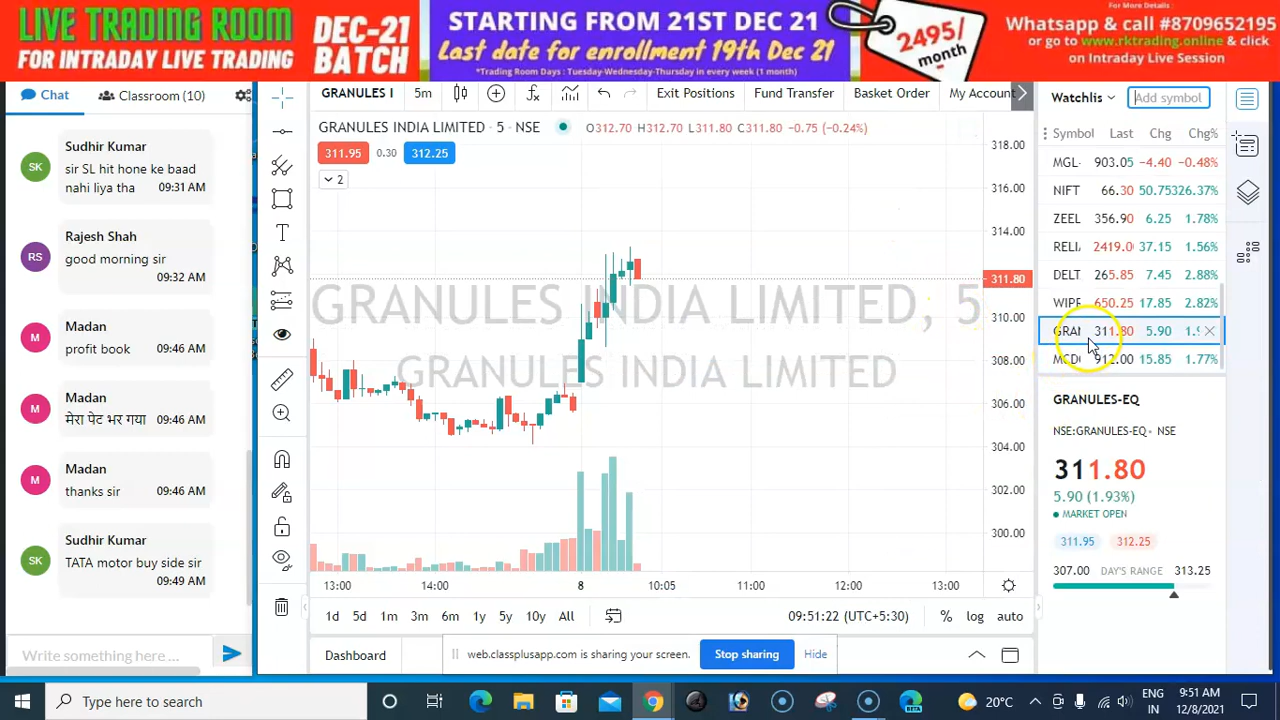 LIVE TRADING ROOM
FOR INTRADAY LIVE TRADING
DEC-21
BATCH
STARTING FROM 21ST DEC 21
Last date for enrollment 19th Dec 21
*Trading Room Days : Tuesday-Wednesday-Thursday in every week (1 month)
2495/
month
For More Details :
Whatsapp & call #8709652195
or go to www.rktrading.online & click
on Intraday Live Session
Chat
Classroom (10)
SK
Sudhir Kumar
sir SL hit hone ke baad
nahi liya tha 09:31 AM
RS
Rajesh Shah
good morning sir
09:32 AM
M
Madan
profit book 09:46 AM
M
Madan
मेरा पेट भर गया 09:46 AM
M
Madan
thanks sir 09:46 AM
SK
Sudhir Kumar
TATA motor buy side sir
09:49 AM
Write something here ...
GRANULES I 5m Exit Positions Fund Transfer Basket Order My Account
GRANULES INDIA LIMITED · 5 · NSE O312.70 H312.70 L311.80 C311.80 -0.75 (-0.24%)
311.95 0.30 312.25
2
GRANULES INDIA LIMITED, 5
GRANULES INDIA LIMITED
318.00
316.00
314.00
311.80
310.00
308.00
306.00
304.00
302.00
300.00
13:00 14:00 8 10:05 11:00 12:00 13:00
1d 5d 1m 3m 6m 1y 5y 10y All 09:51:22 (UTC+5:30) % log auto
Dashboard
web.classplusapp.com is sharing your screen. Stop sharing Hide
Watchlis Add symbol
Symbol Last Chg Chg%
MGL- 903.05 -4.40 -0.48%
NIFT 66.30 50.75 326.37%
ZEEL 356.90 6.25 1.78%
RELI 2419.0 37.15 1.56%
DELT 265.85 7.45 2.88%
WIPF 650.25 17.85 2.82%
GRAN 311.80 5.90
MCD 912.00 15.85 1.77%
GRANULES-EQ
NSE:GRANULES-EQ • NSE
311.80
5.90 (1.93%)
MARKET OPEN
311.95 312.25
307.00 DAY'S RANGE 313.25
Type here to search
20°C
ENG
IN
9:51 AM
12/8/2021